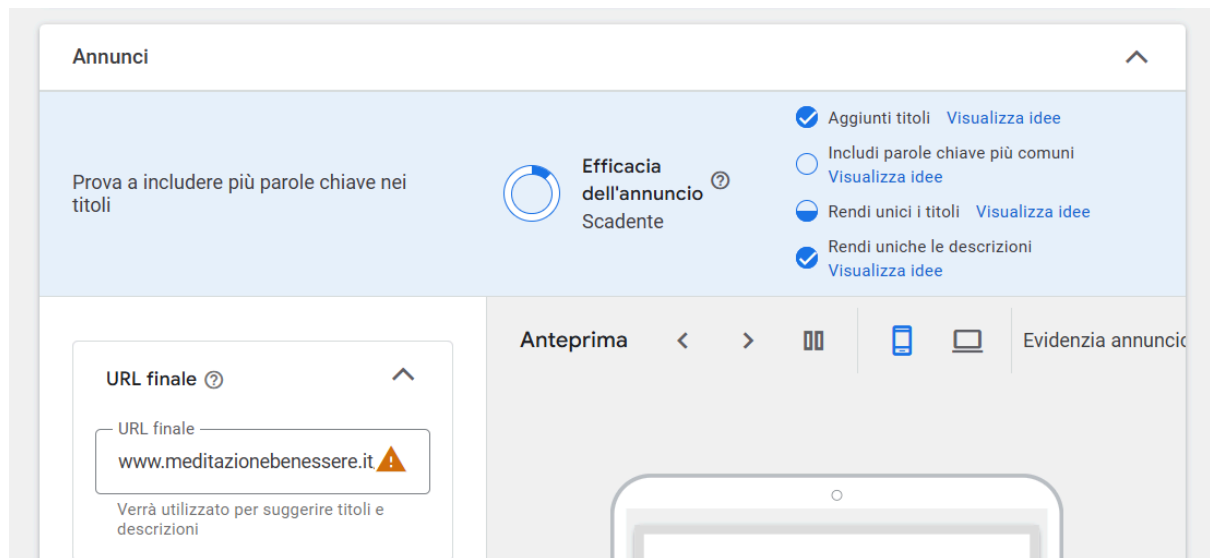 Annunci
Prova a includere più parole chiave nei
titoli
Efficacia
dell'annuncio
Scadente
Aggiunti titoli Visualizza idee
Includi parole chiave più comuni
Visualizza idee
Rendi unici i titoli Visualizza idee
Rendi uniche le descrizioni
Visualizza idee
URL finale
URL finale
www.meditazionebenessere.it
Verrà utilizzato per suggerire titoli e
descrizioni
Anteprima
Evidenzia annuncio